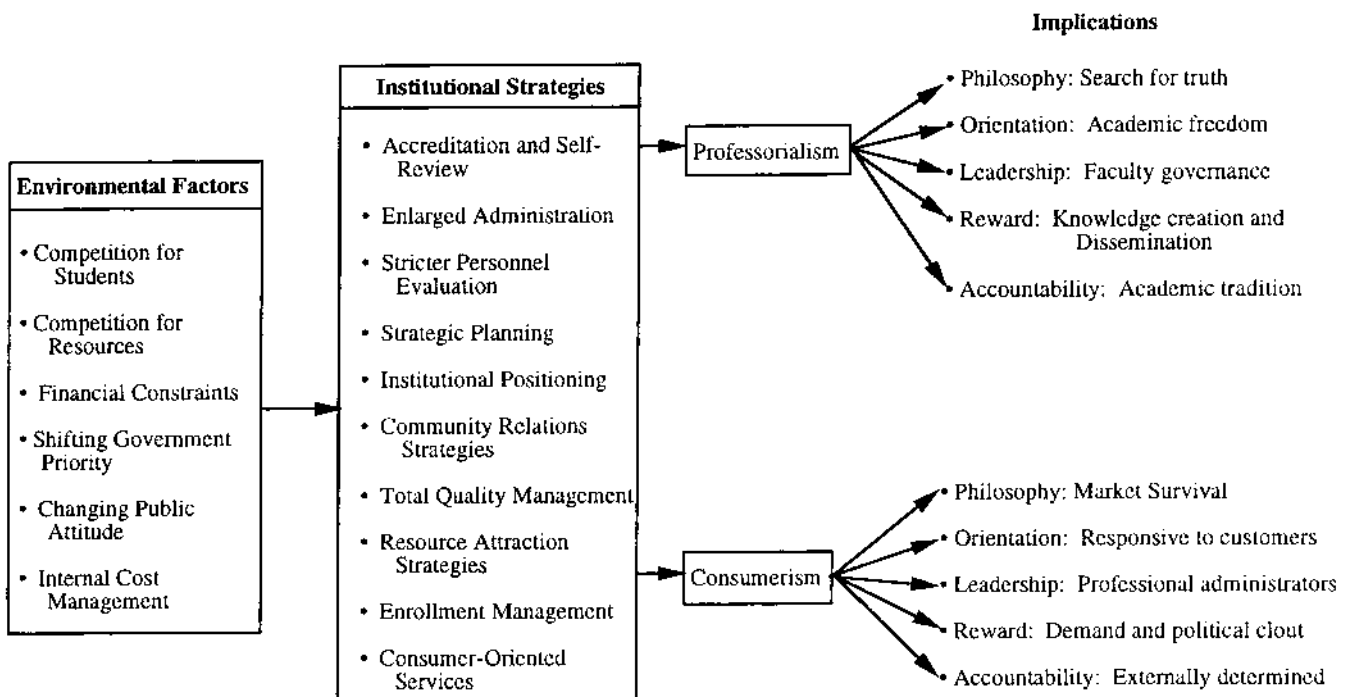 Implications
Environmental Factors
• Competition for
Students
• Competition for
Resources
• Financial Constraints
• Shifting Government
Priority
• Changing Public
Attitude
• Internal Cost
Management
Institutional Strategies
• Accreditation and Self-
Review
• Enlarged Administration
• Stricter Personnel
Evaluation
• Strategic Planning
• Institutional Positioning
• Community Relations
Strategies
• Total Quality Management
• Resource Attraction
Strategies
• Enrollment Management
• Consumer-Oriented
Services
Professorialism
• Philosophy: Search for truth
• Orientation: Academic freedom
• Leadership: Faculty governance
• Reward: Knowledge creation and
Dissemination
• Accountability: Academic tradition
Consumerism
• Philosophy: Market Survival
• Orientation: Responsive to customers
• Leadership: Professional administrators
• Reward: Demand and political clout
• Accountability: Externally determined